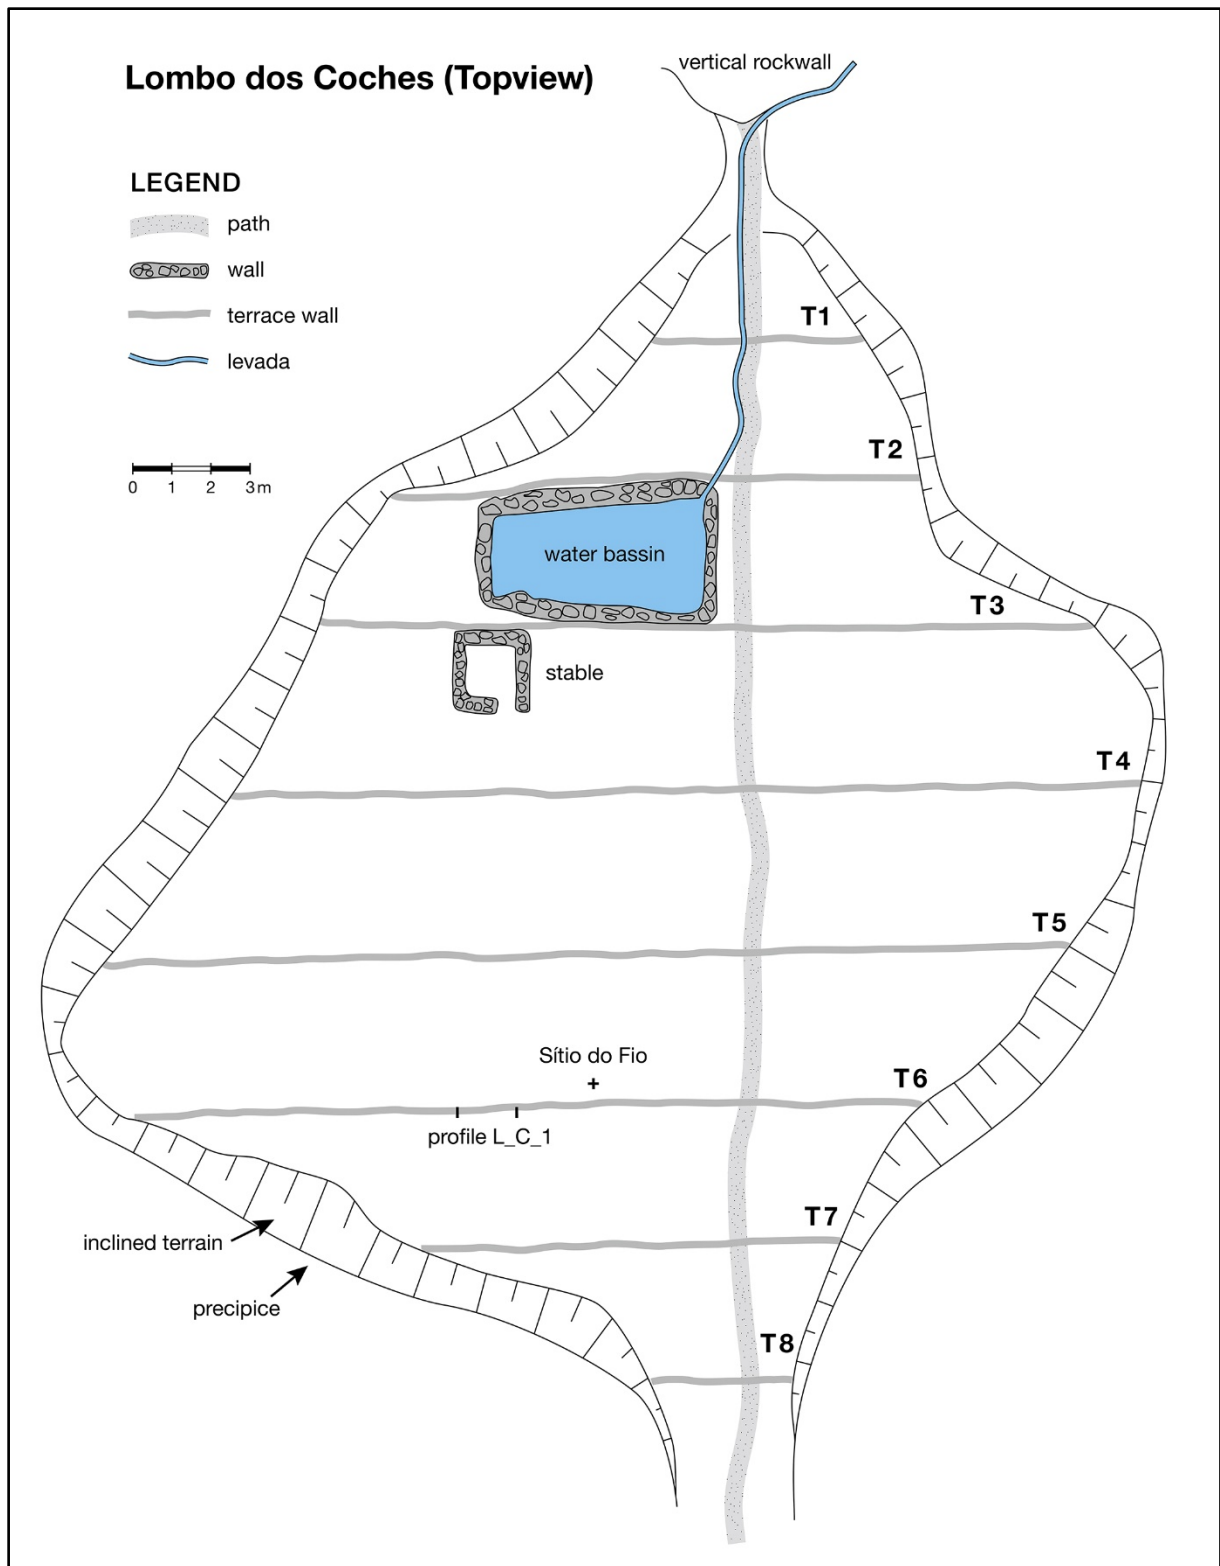 vertical rockwall
Lombo dos Coches (Topview)
LEGEND
path
wall
terrace wall
levada
0 1 2 3 m
T1
T2
water bassin
T3
stable
T4
T5
Sítio do Fio
+
T6
profile L_C_1
T7
inclined terrain
precipice
T8